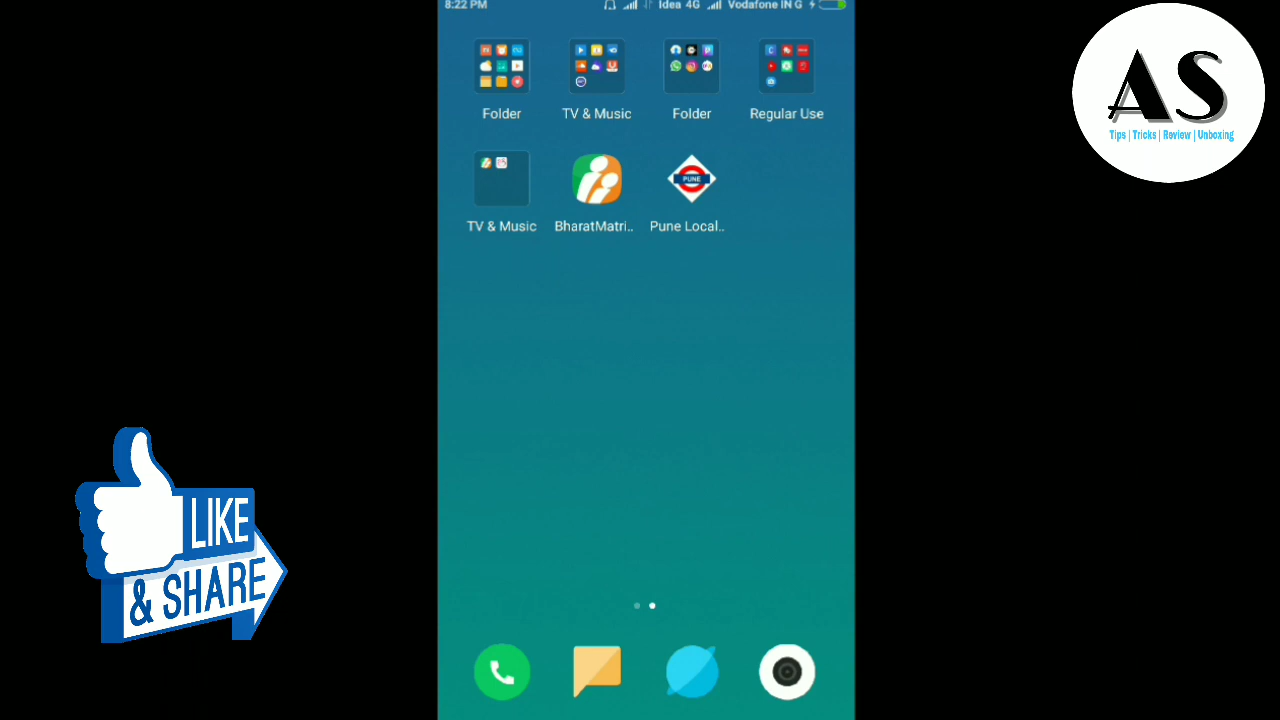 8:22 PM Idea 4G Vodafone IN G
AS
Tips | Tricks | Review | Unboxing
Folder TV & Music Folder Regular Use
PUNE
TV & Music BharatMatri.. Pune Local..
LIKE
& SHARE